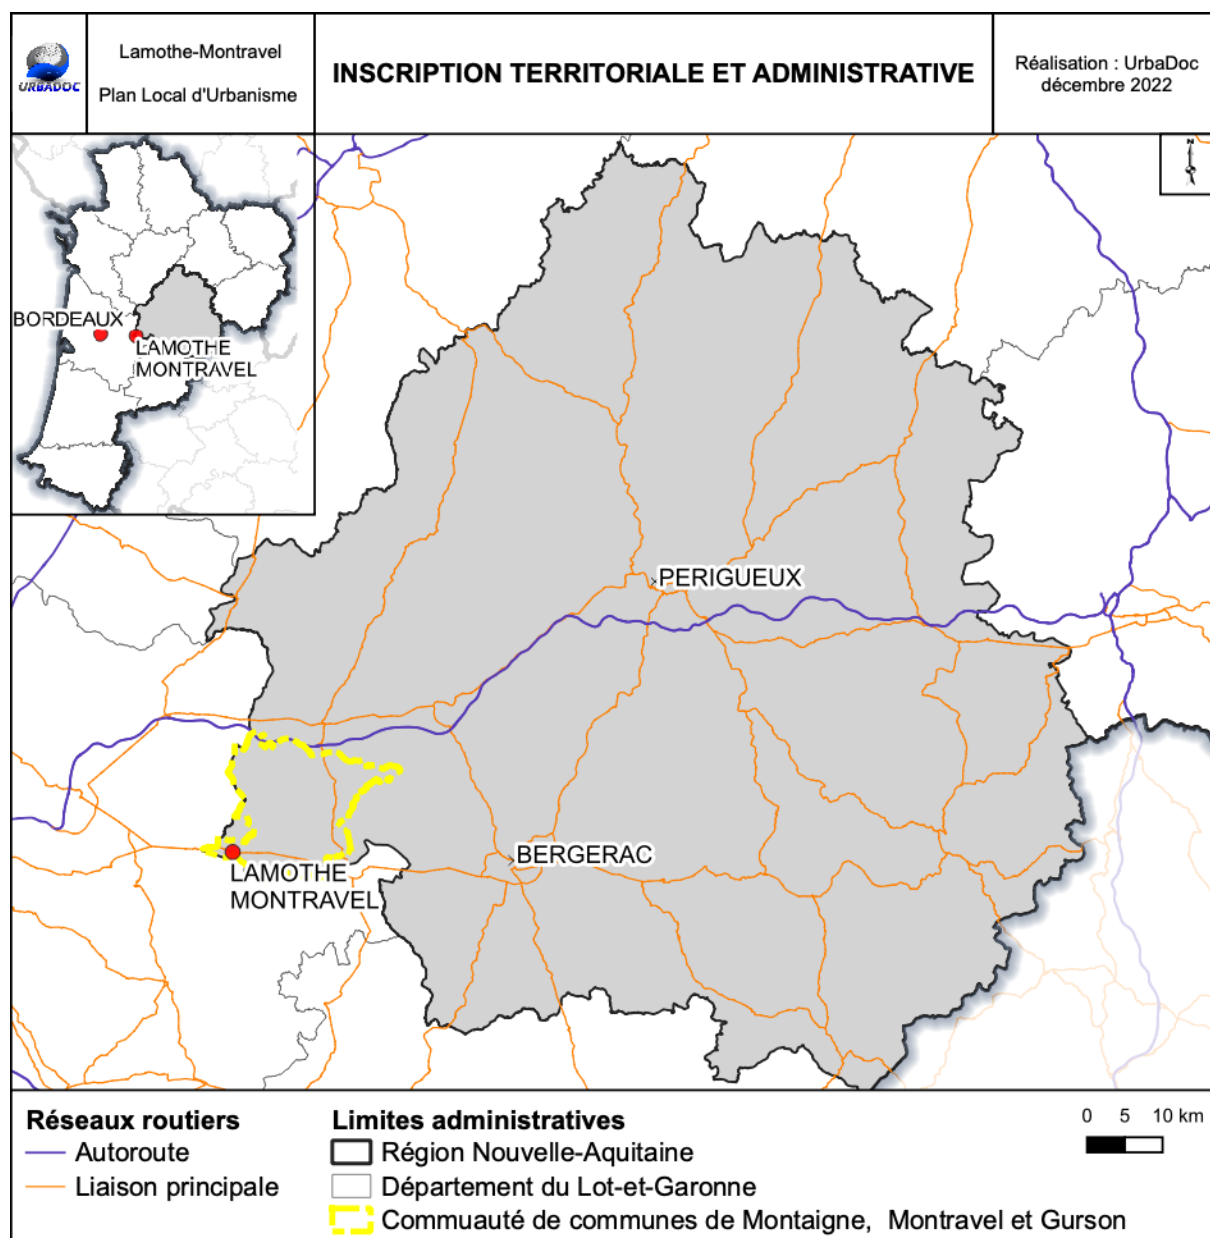 URBADOC
Lamothe-Montravel
Plan Local d'Urbanisme
INSCRIPTION TERRITORIALE ET ADMINISTRATIVE
Réalisation : UrbaDoc
décembre 2022
N
BORDEAUX
LAMOTHE
MONTRAVEL
PERIGUEUX
BERGERAC
LAMOTHE
MONTRAVEL
Réseaux routiers
Autoroute
Liaison principale
Limites administratives
Région Nouvelle-Aquitaine
Département du Lot-et-Garonne
Commuauté de communes de Montaigne, Montravel et Gurson
0 5 10 km